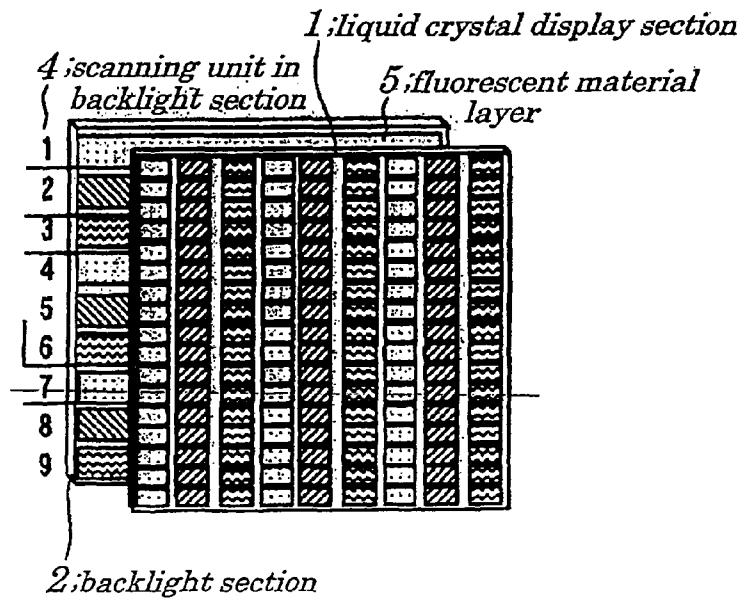 1;liquid crystal display section
4;scanning unit in
backlight section
5;fluorescent material
layer
1
2
3
4
5
6
7
8
9
2;backlight section